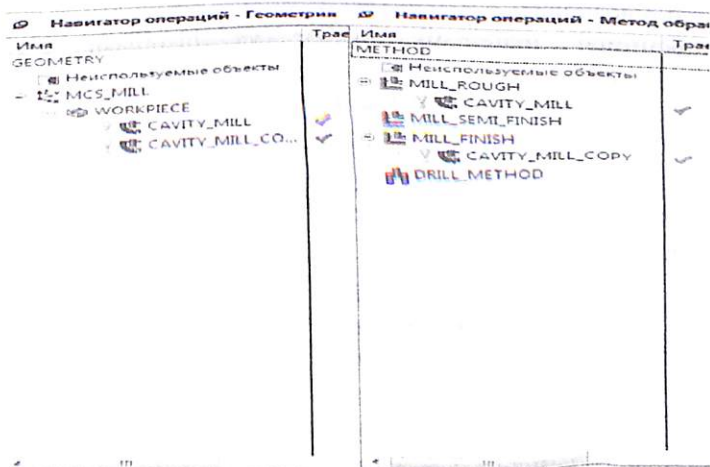 Навигатор операций - Геометрия
Имя Трае
GEOMETRY
Неиспользуемые объекты
MCS_MILL
WORKPIECE
CAVITY_MILL
CAVITY_MILL_CO...
Навигатор операций - Метод обра
Имя Трае
METHOD
Неиспользуемые объекты
MILL_ROUGH
CAVITY_MILL
MILL_SEMI_FINISH
MILL_FINISH
CAVITY_MILL_COPY
DRILL_METHOD